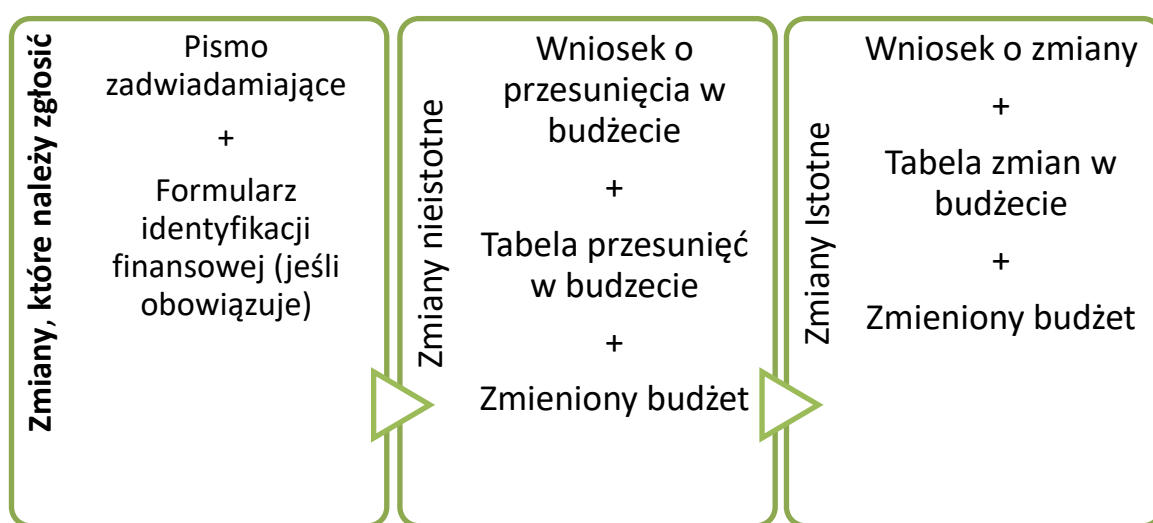 Zmiany, które należy zgłosić
Pismo
zadwiadamiające
+
Formularz
identyfikacji
finansowej (jeśli
obowiązuje)
Zmiany nieistotne
Wniosek o
przesunięcia w
budżecie
+
Tabela przesunięć
w budzecie
+
Zmieniony budżet
Zmiany Istotne
Wniosek o zmiany
+
Tabela zmian w
budżecie
+
Zmieniony budżet